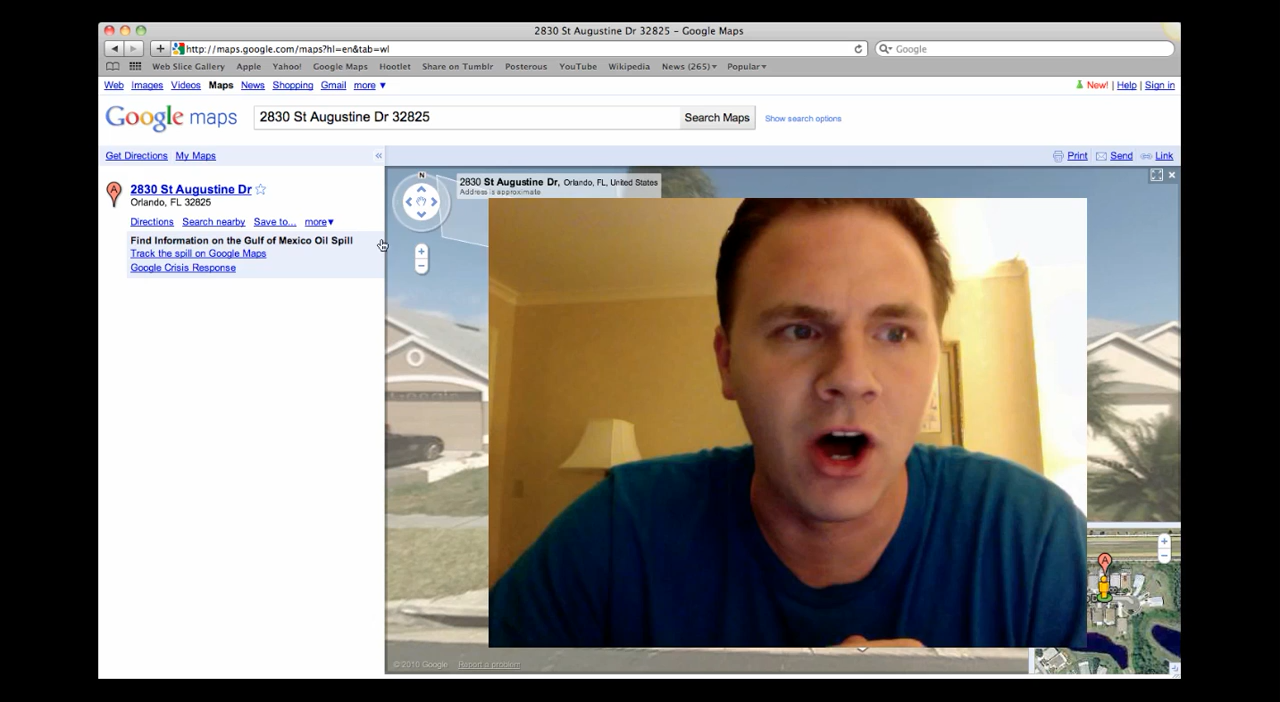 2830 St Augustine Dr 32825 – Google Maps
http://maps.google.com/maps?hl=en&tab=wl
Google
Web Slice Gallery Apple Yahoo! Google Maps Hootlet Share on Tumblr Posterous YouTube Wikipedia News (265)▾ Popular▾
Web Images Videos Maps News Shopping Gmail more ▼
New! | Help | Sign in
Google maps
2830 St Augustine Dr 32825
Search Maps
Show search options
Get Directions My Maps
«
Print Send Link
A
2830 St Augustine Dr
Orlando, FL 32825
Directions Search nearby Save to... more▼
Find Information on the Gulf of Mexico Oil Spill
Track the spill on Google Maps
Google Crisis Response
N
2830 St Augustine Dr, Orlando, FL, United States
Address is approximate
Google
A
© 2010 Google Report a problem